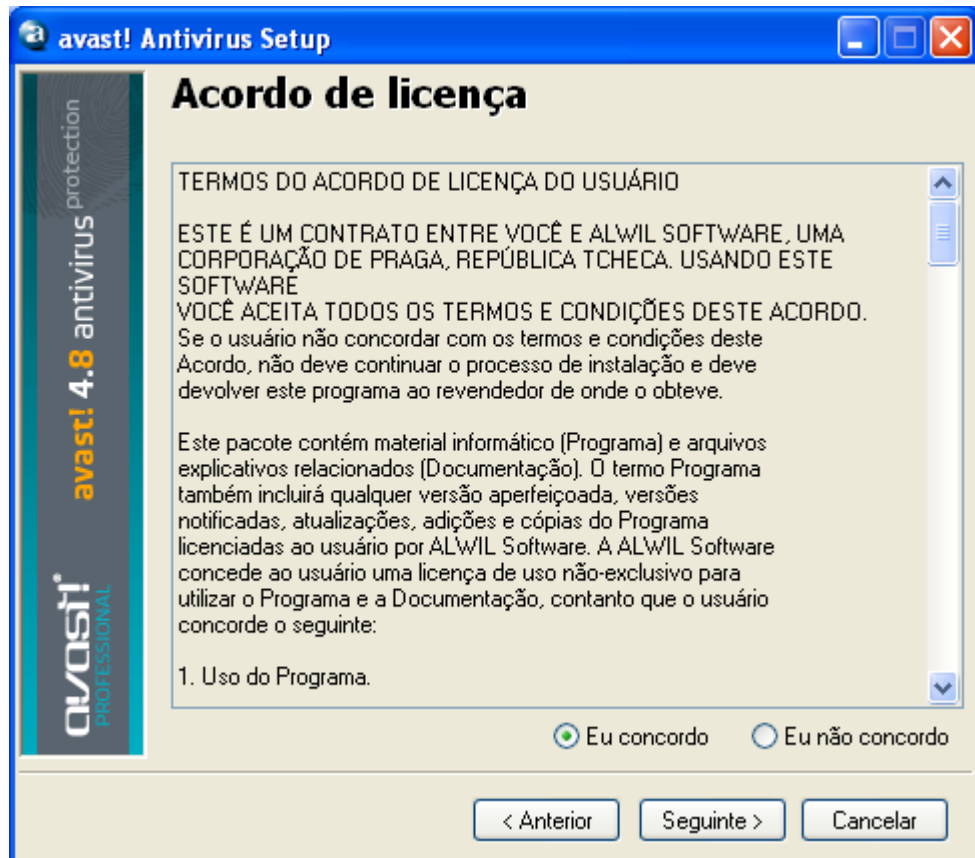 avast! Antivirus Setup
avast! 4.8 antivirus protection
avast!
PROFESSIONAL
Acordo de licença
TERMOS DO ACORDO DE LICENÇA DO USUÁRIO
ESTE É UM CONTRATO ENTRE VOCÊ E ALWIL SOFTWARE, UMA
CORPORAÇÃO DE PRAGA, REPÚBLICA TCHECA. USANDO ESTE
SOFTWARE
VOCÊ ACEITA TODOS OS TERMOS E CONDIÇÕES DESTE ACORDO.
Se o usuário não concordar com os termos e condições deste
Acordo, não deve continuar o processo de instalação e deve
devolver este programa ao revendedor de onde o obteve.
Este pacote contém material informático (Programa) e arquivos
explicativos relacionados (Documentação). O termo Programa
também incluirá qualquer versão aperfeiçoada, versões
notificadas, atualizações, adições e cópias do Programa
licenciadas ao usuário por ALWIL Software. A ALWIL Software
concede ao usuário uma licença de uso não-exclusivo para
utilizar o Programa e a Documentação, contanto que o usuário
concorde o seguinte:
1. Uso do Programa.
Eu concordo
Eu não concordo
< Anterior
Seguinte >
Cancelar